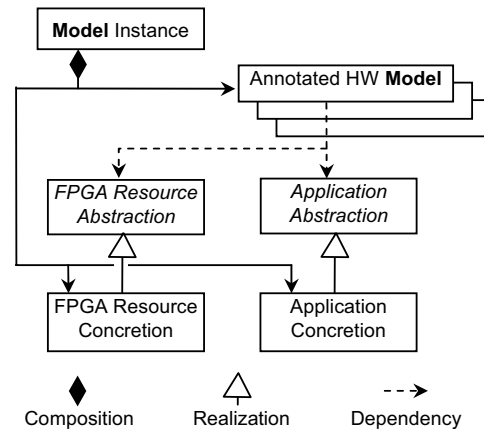 Model Instance
Annotated HW Model
FPGA Resource
Abstraction
Application
Abstraction
FPGA Resource
Concretion
Application
Concretion
Composition
Realization
Dependency